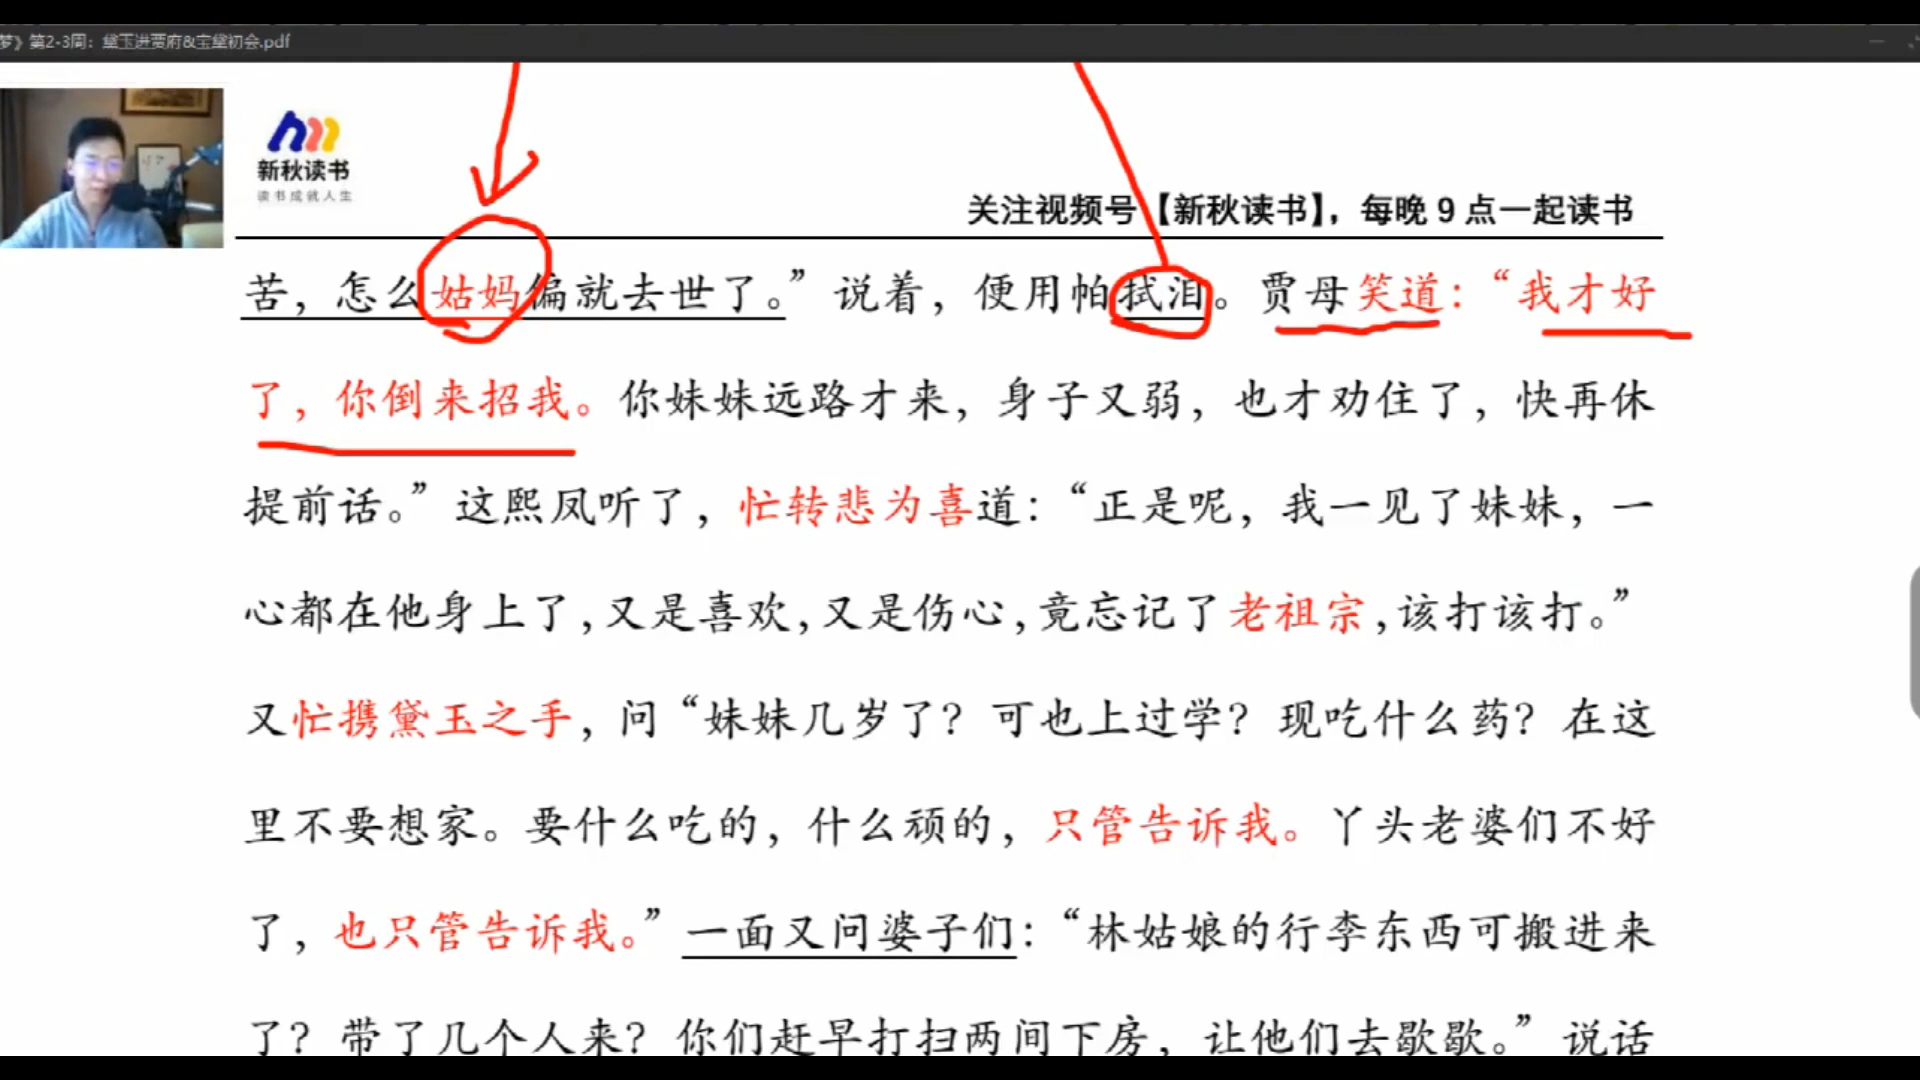 梦》第2-3周：黛玉进贾府&宝黛初会.pdf
新秋读书
读书成就人生
关注视频号【新秋读书】，每晚 9 点一起读书
苦，怎么姑妈偏就去世了。”说着，便用帕拭泪。贾母笑道：“我才好
了，你倒来招我。你妹妹远路才来，身子又弱，也才劝住了，快再休
提前话。”这熙凤听了，忙转悲为喜道：“正是呢，我一见了妹妹，一
心都在他身上了,又是喜欢,又是伤心,竟忘记了老祖宗,该打该打。”
又忙携黛玉之手，问“妹妹几岁了？可也上过学？现吃什么药？在这
里不要想家。要什么吃的，什么顽的，只管告诉我。丫头老婆们不好
了，也只管告诉我。”一面又问婆子们：“林姑娘的行李东西可搬进来
了？带了几个人来？你们赶早打扫两间下房，让他们去歇歇。”说话